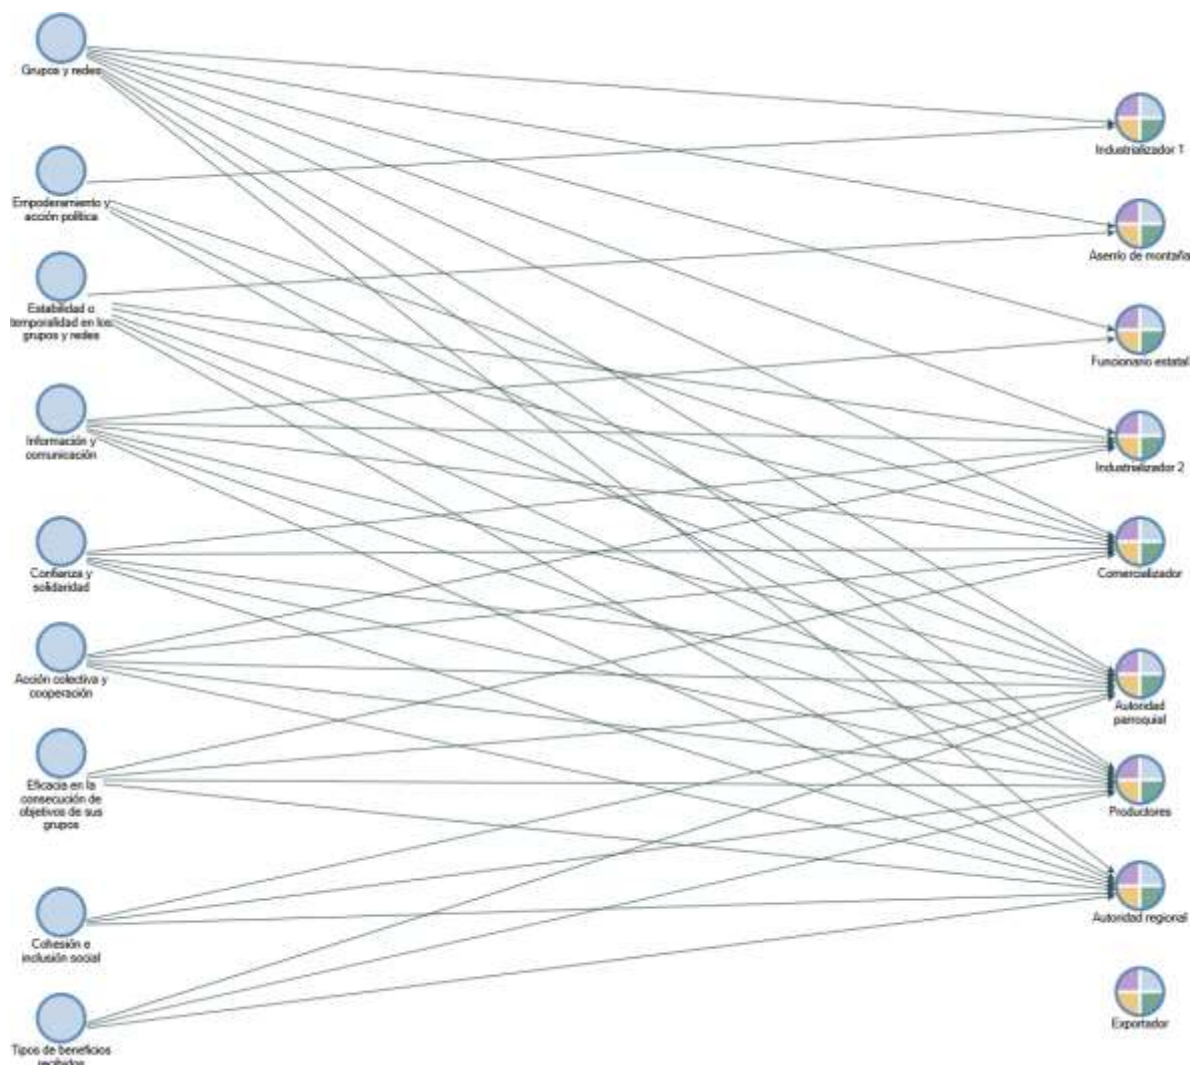 Grupos y redes
Empoderamiento y
acción política
Estabilidad o
temporalidad en los
grupos y redes
Información y
comunicación
Confianza y
solidaridad
Acción colectiva y
cooperación
Eficacia en la
consecución de
objetivos de sus
grupos
Cohesión e
inclusión social
Tipos de beneficios
recibidos
Industrializador 1
Aserrío de montaña
Funcionario estatal
Industrializador 2
Comercializador
Autoridad
parroquial
Productores
Autoridad regional
Exportador